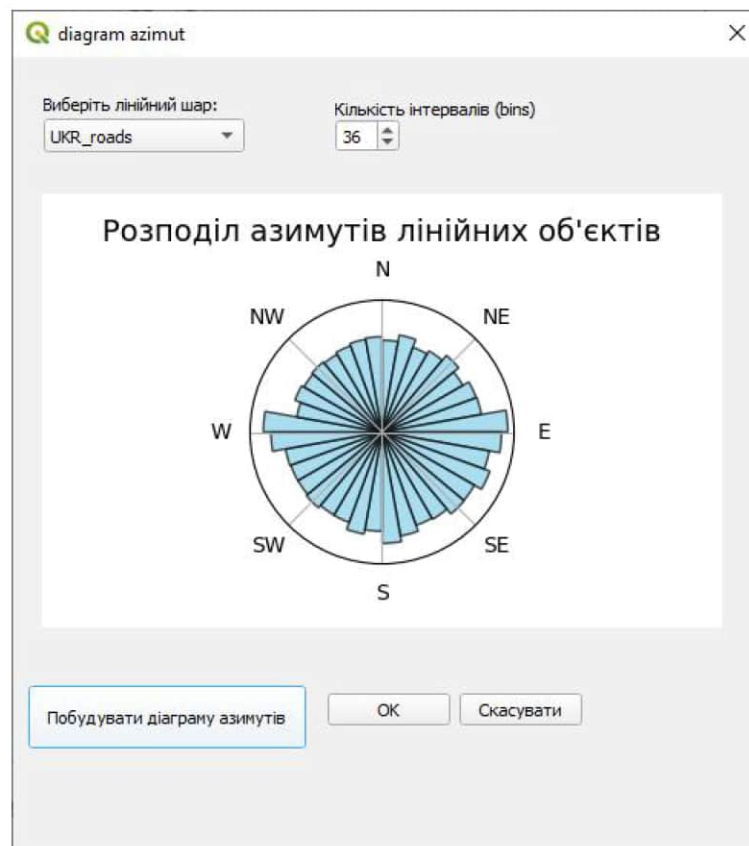 diagram azimut
Виберіть лінійний шар:
Кількість інтервалів (bins)
UKR_roads
36
Розподіл азимутів лінійних об'єктів
N
NW
NE
W
E
SW
SE
S
Побудувати діаграму азимутів
OK
Скасувати